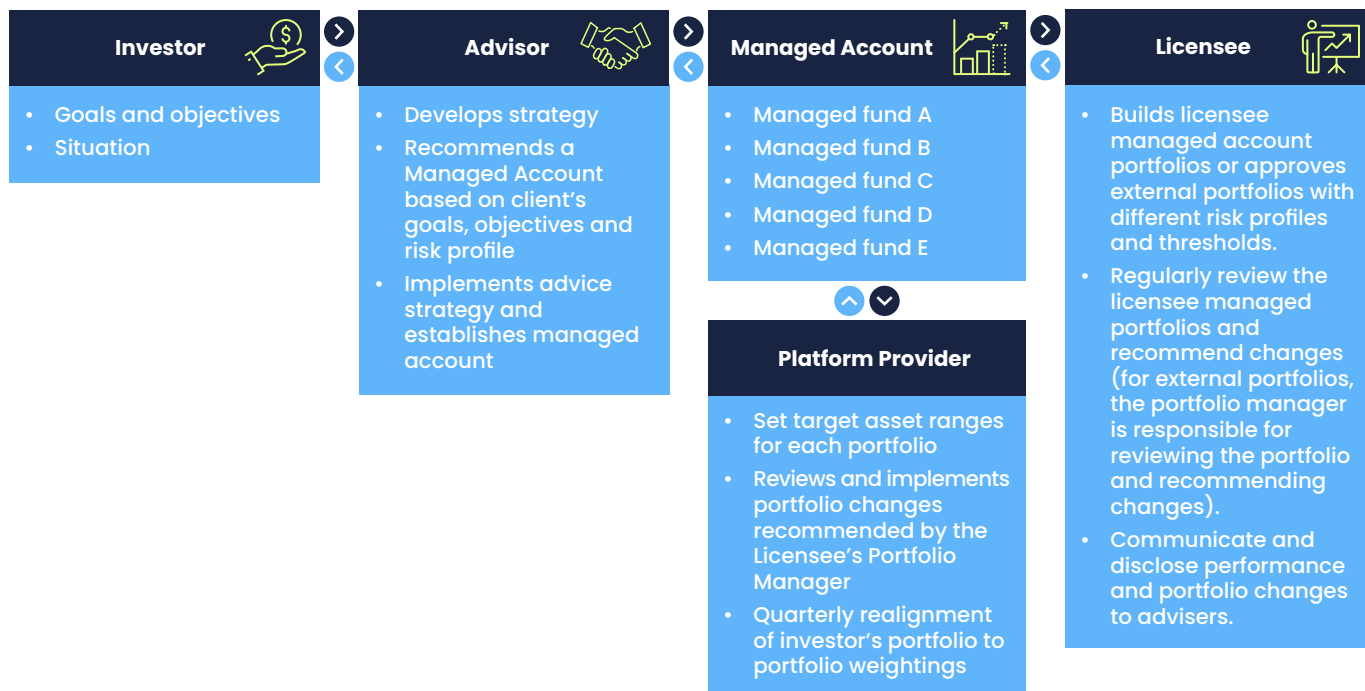 Investor
• Goals and objectives
• Situation
Advisor
• Develops strategy
• Recommends a
Managed Account
based on client’s
goals, objectives and
risk profile
• Implements advice
strategy and
establishes managed
account
Managed Account
• Managed fund A
• Managed fund B
• Managed fund C
• Managed fund D
• Managed fund E
Platform Provider
• Set target asset ranges
for each portfolio
• Reviews and implements
portfolio changes
recommended by the
Licensee’s Portfolio
Manager
• Quarterly realignment
of investor’s portfolio to
portfolio weightings
Licensee
• Builds licensee
managed account
portfolios or approves
external portfolios with
different risk profiles
and thresholds.
• Regularly review the
licensee managed
portfolios and
recommend changes
(for external portfolios,
the portfolio manager
is responsible for
reviewing the portfolio
and recommending
changes).
• Communicate and
disclose performance
and portfolio changes
to advisers.